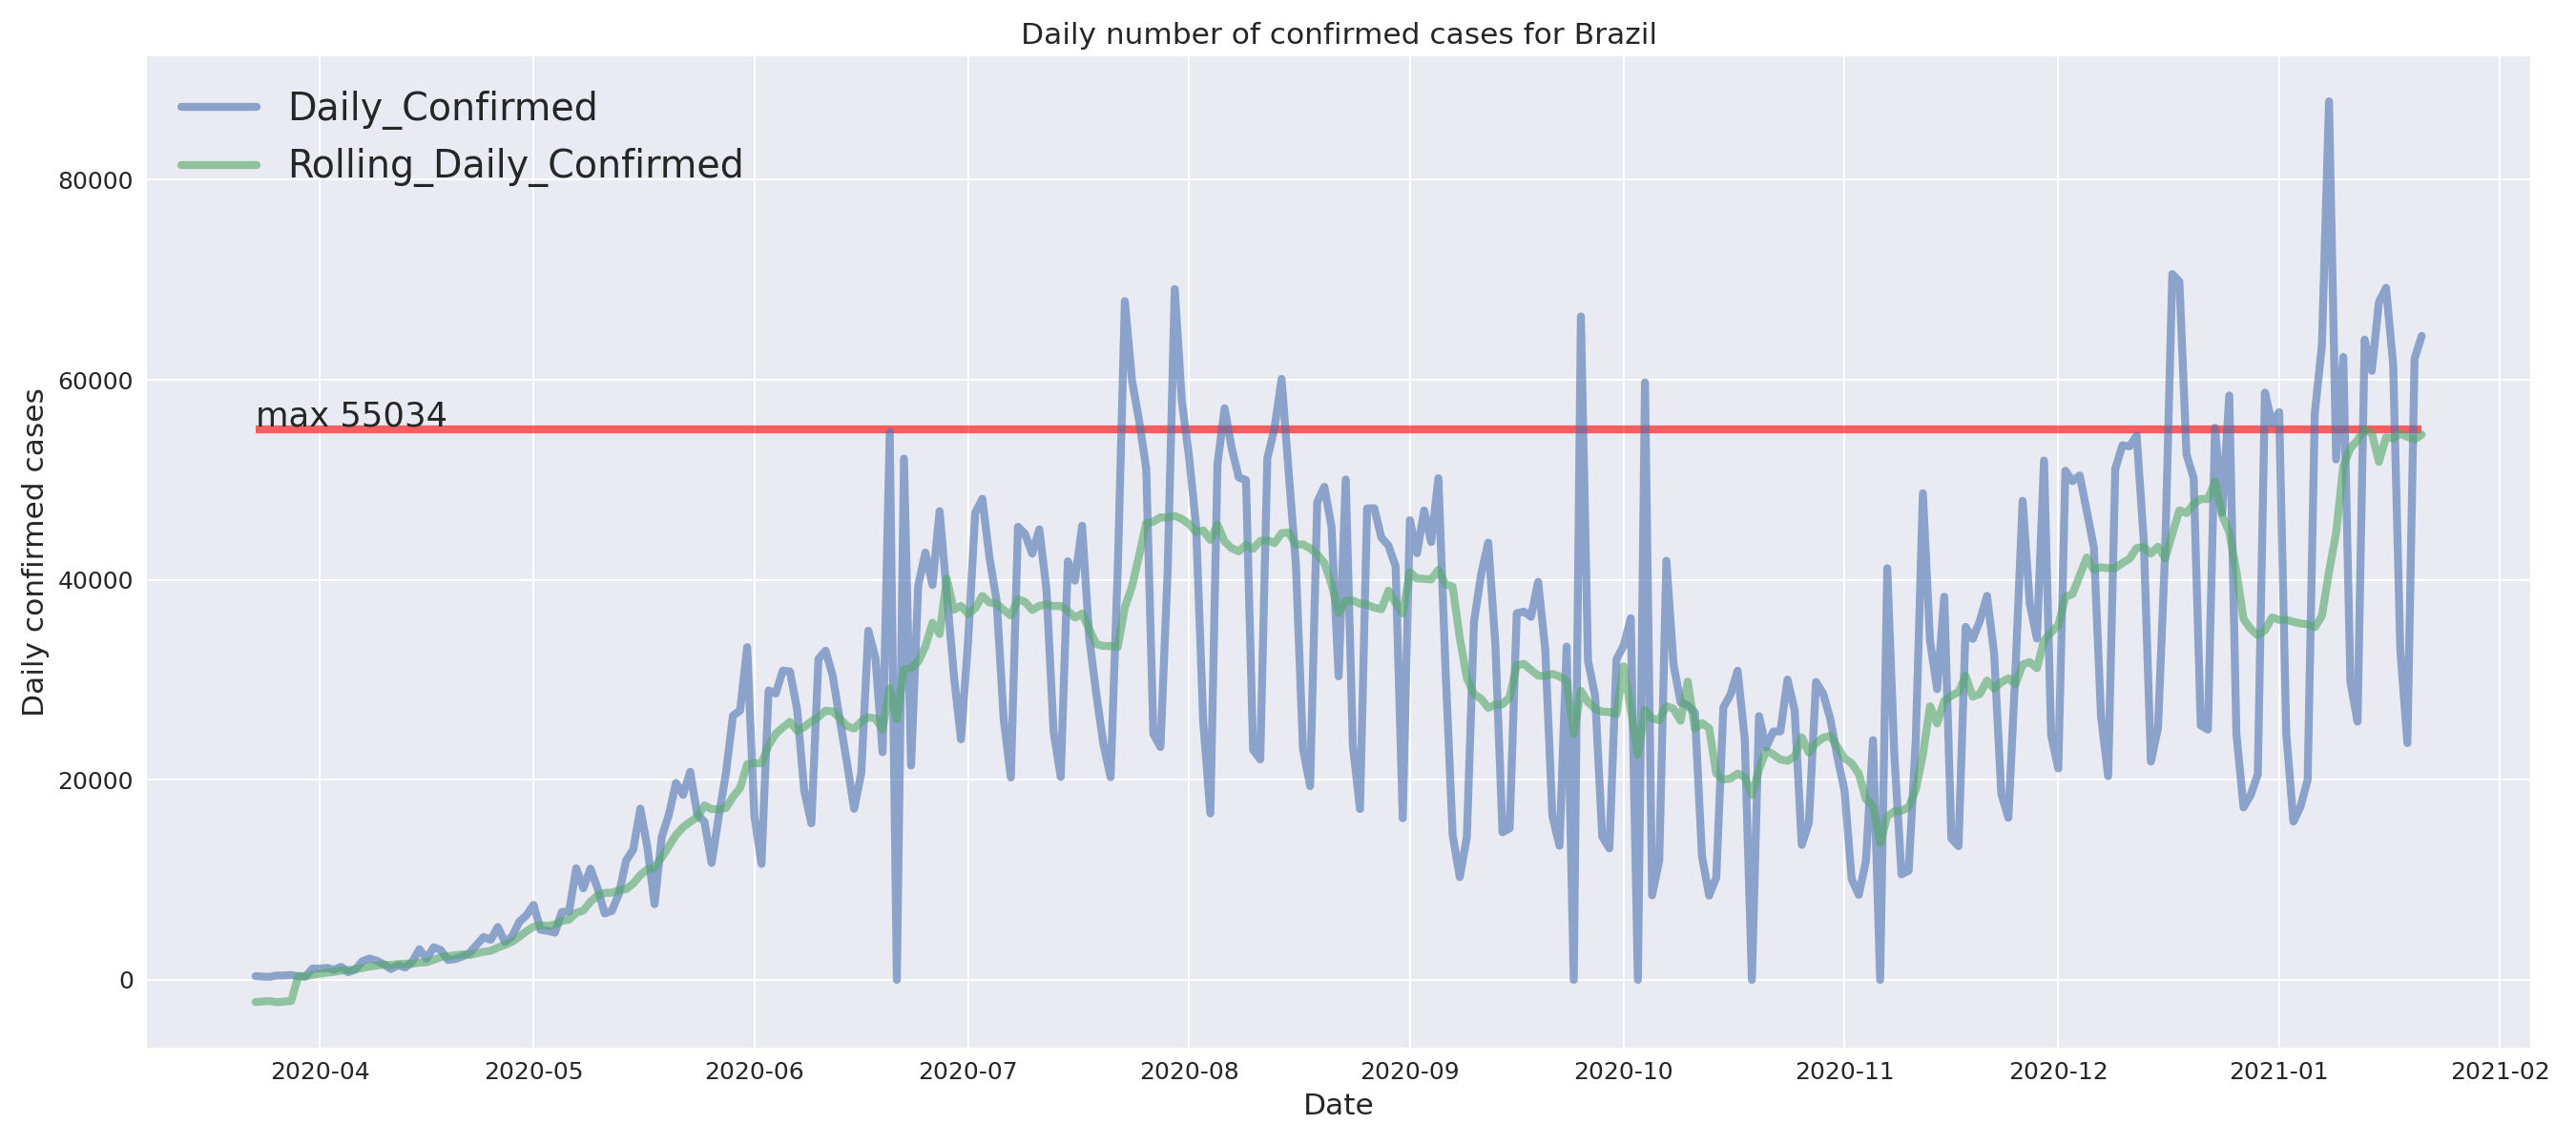 Daily number of confirmed cases for Brazil
Daily_Confirmed
Rolling_Daily_Confirmed
80000
60000
max 55034
40000
20000
0
Daily confirmed cases
2020-04 2020-05 2020-06 2020-07 2020-08 2020-09 2020-10 2020-11 2020-12 2021-01 2021-02
Date